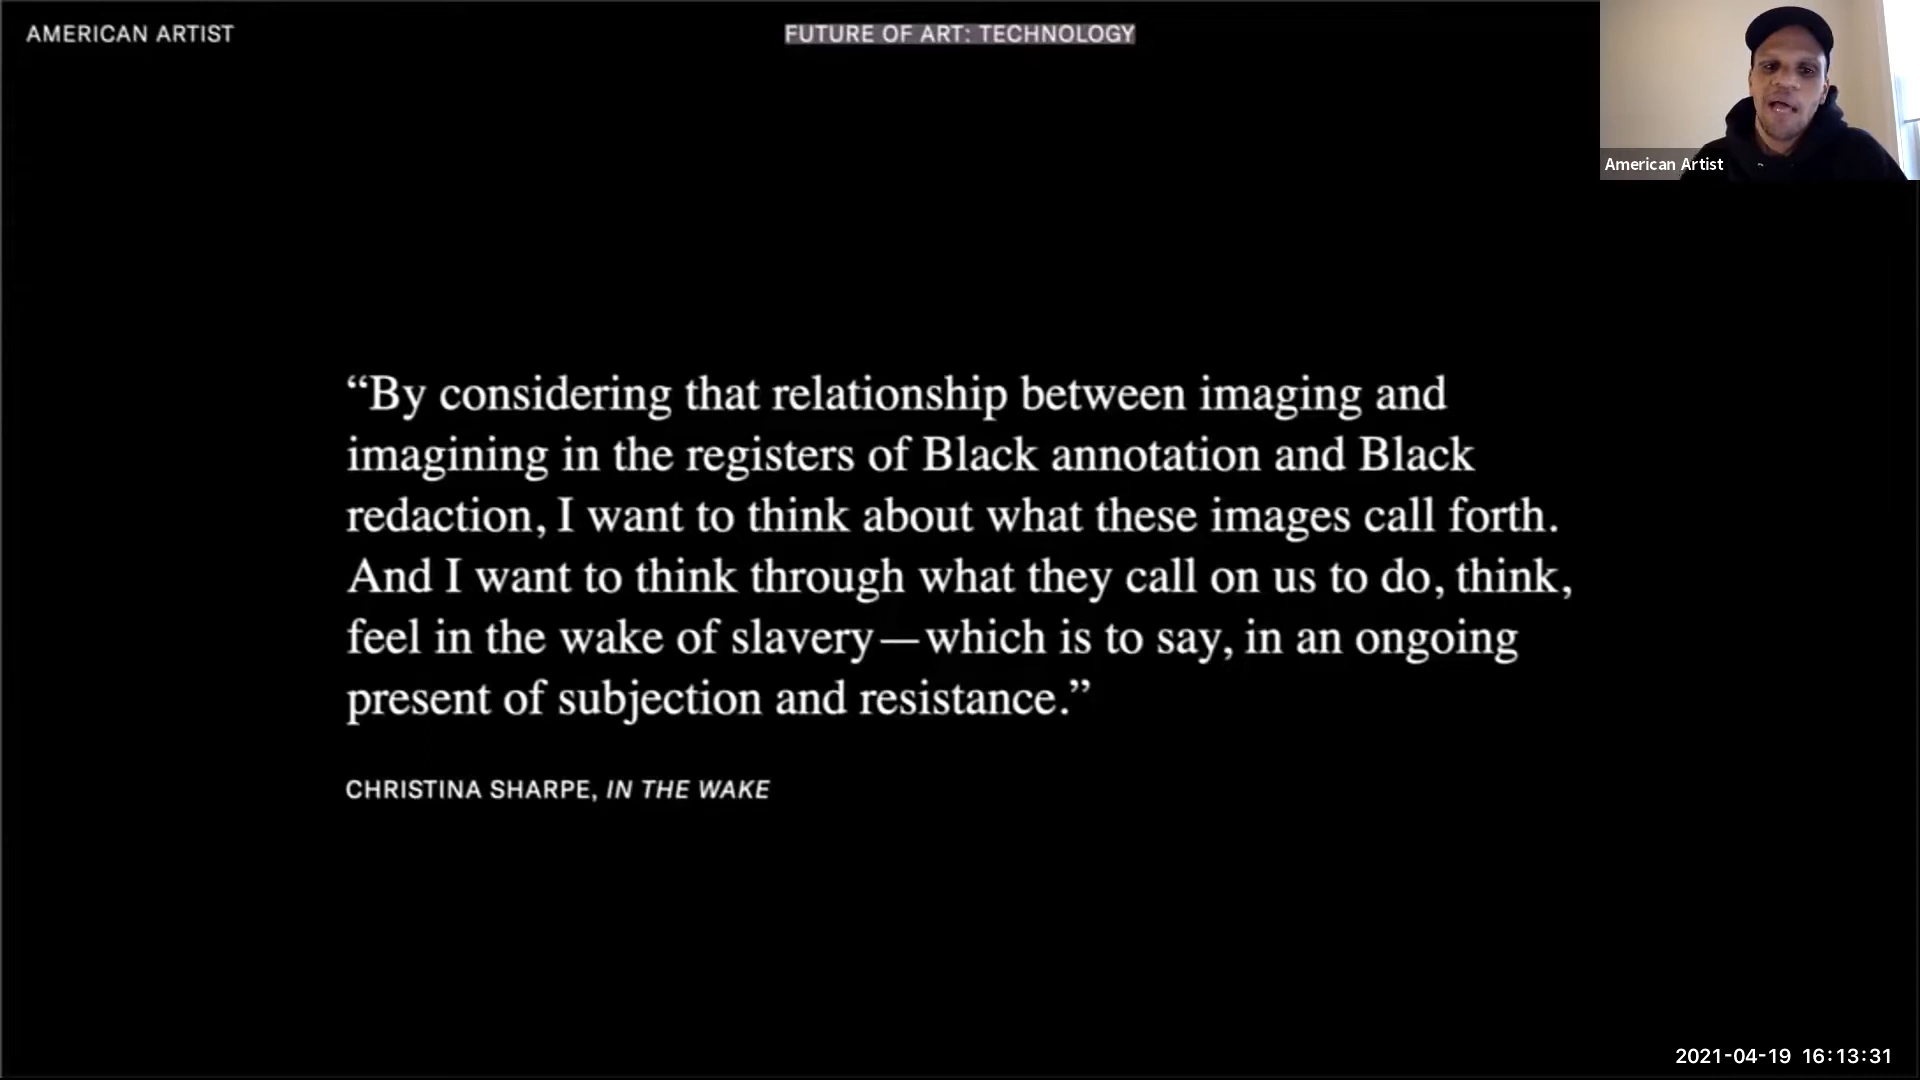 AMERICAN ARTIST
FUTURE OF ART: TECHNOLOGY
American Artist
“By considering that relationship between imaging and
imagining in the registers of Black annotation and Black
redaction, I want to think about what these images call forth.
And I want to think through what they call on us to do, think,
feel in the wake of slavery—which is to say, in an ongoing
present of subjection and resistance.”
CHRISTINA SHARPE, IN THE WAKE
2021-04-19 16:13:31